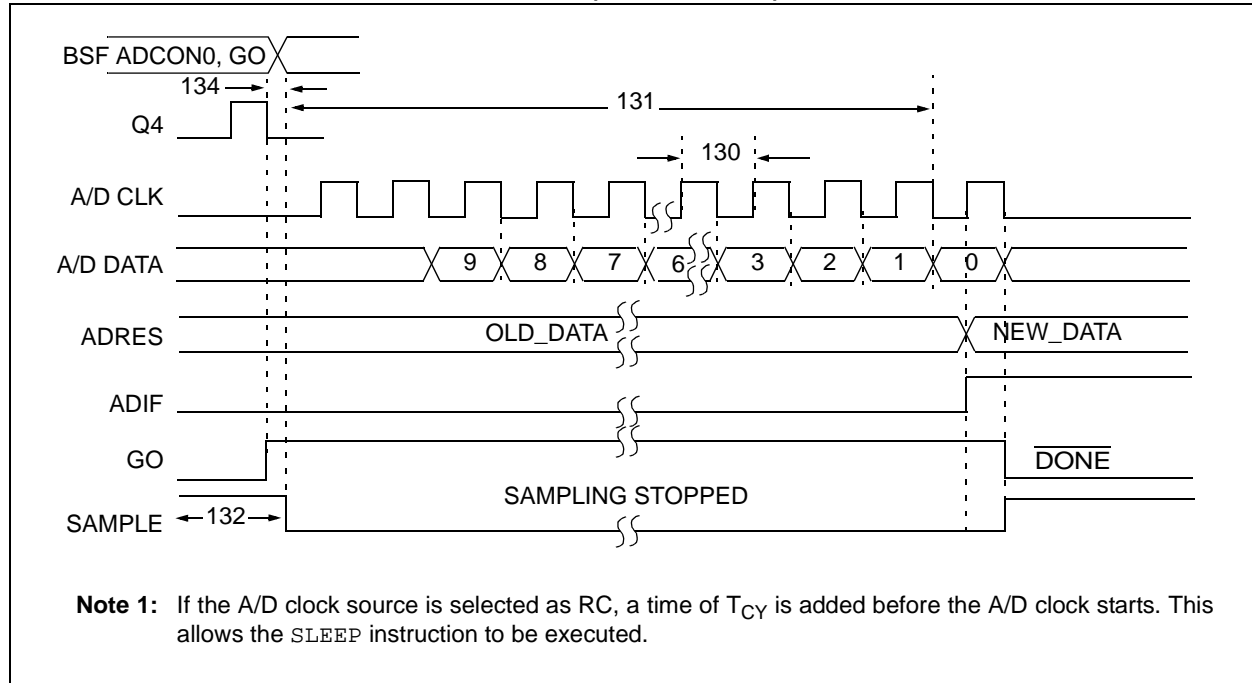 BSF ADCON0, GO
134
131
Q4
130
A/D CLK
A/D DATA 9 8 7 6 3 2 1 0
ADRES OLD_DATA NEW_DATA
ADIF
GO DONE
SAMPLING STOPPED
SAMPLE 132
Note 1: If the A/D clock source is selected as RC, a time of TCY is added before the A/D clock starts. This
allows the SLEEP instruction to be executed.